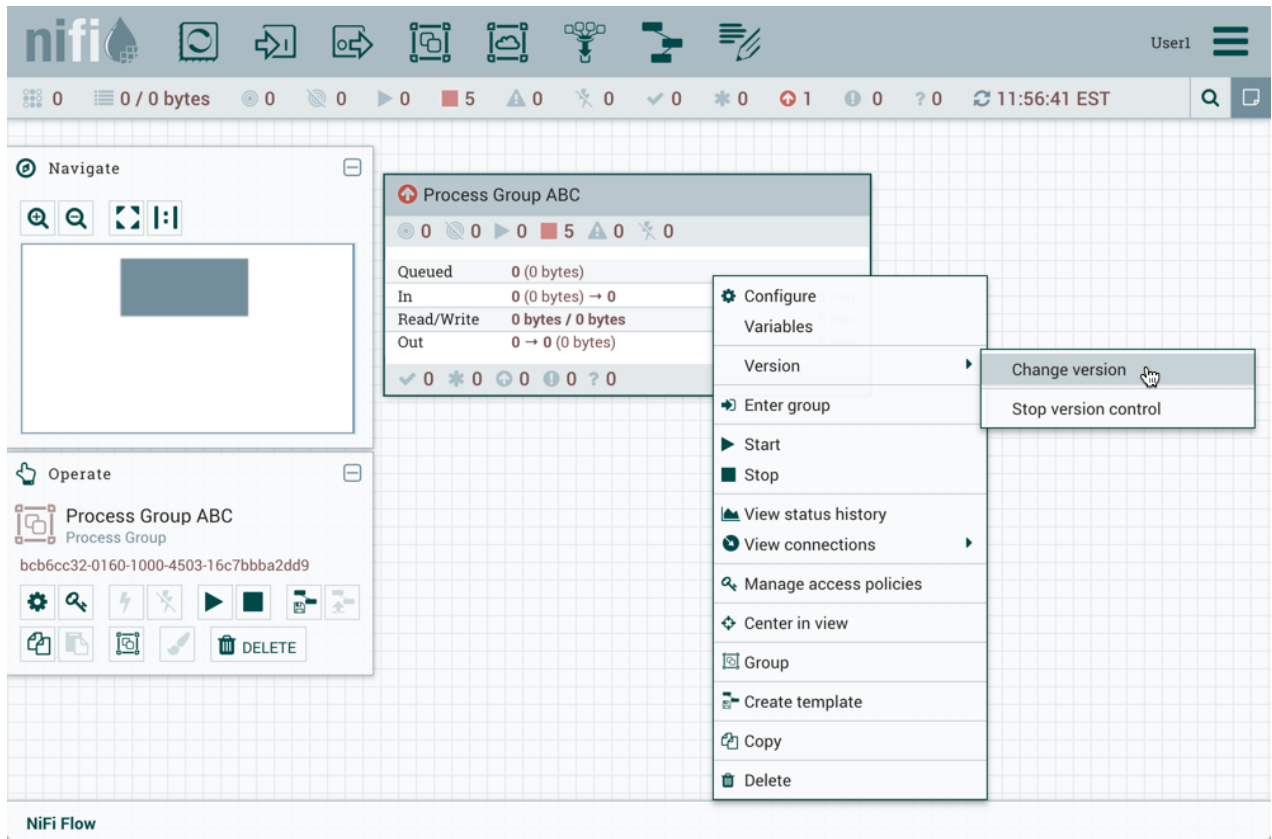 nifi
User1
0 0 / 0 bytes 0 0 0 5 0 0 0 0 1 0 ? 0 11:56:41 EST
Navigate
Process Group ABC
0 0 0 5 0 0
Queued 0 (0 bytes)
In 0 (0 bytes) → 0
Read/Write 0 bytes / 0 bytes
Out 0 → 0 (0 bytes)
0 0 0 0 ? 0
Configure
Variables
Version
Change version
Stop version control
Enter group
Start
Stop
View status history
View connections
Manage access policies
Center in view
Group
Create template
Copy
Delete
Operate
Process Group ABC
Process Group
bcb6cc32-0160-1000-4503-16c7bbba2dd9
DELETE
NiFi Flow